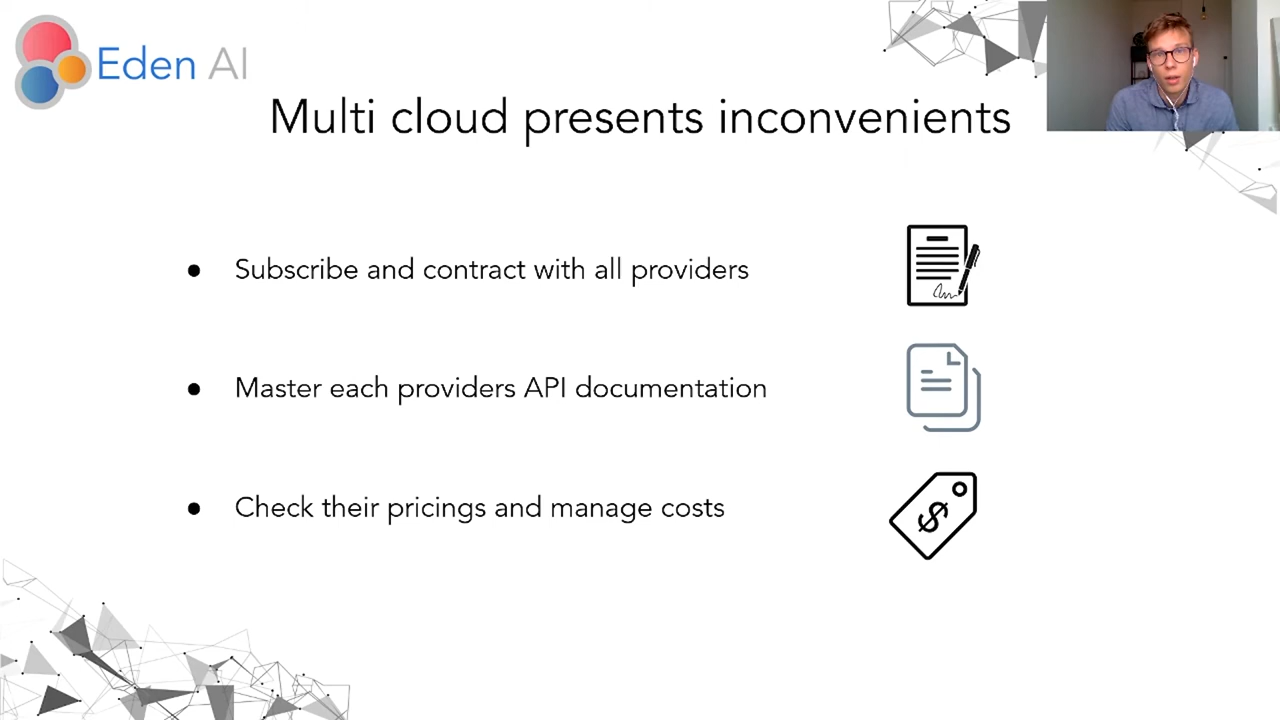 Eden AI
Multi cloud presents inconvenients
● Subscribe and contract with all providers
● Master each providers API documentation
● Check their pricings and manage costs
$